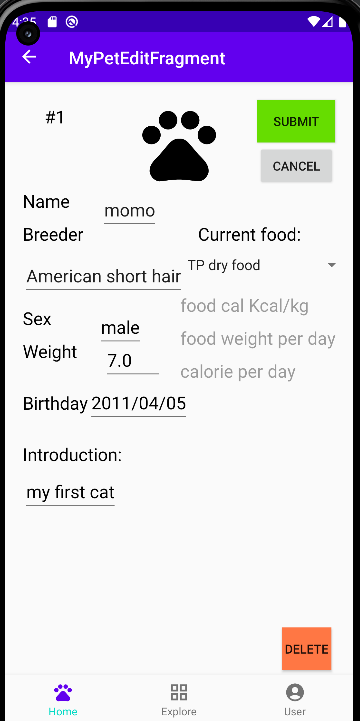 4:35
MyPetEditFragment
#1
SUBMIT
CANCEL
Name momo
Breeder
Current food:
American short hair
TP dry food
food cal Kcal/kg
Sex male
food weight per day
Weight 7.0
calorie per day
Birthday 2011/04/05
Introduction:
my first cat
DELETE
Home Explore User